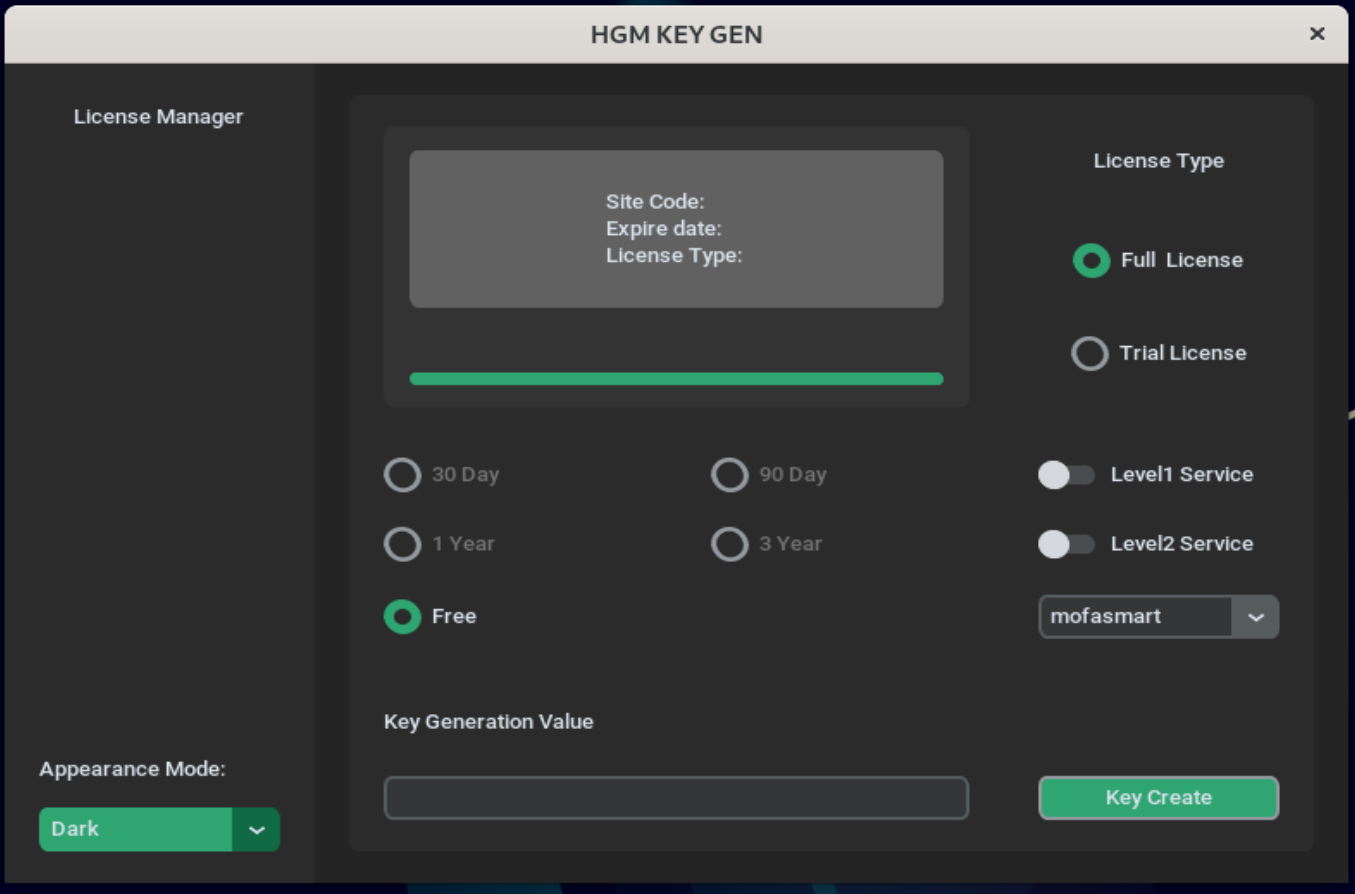 HGM KEY GEN
License Manager
Site Code:
Expire date:
License Type:
License Type
Full License
Trial License
30 Day
90 Day
Level1 Service
1 Year
3 Year
Level2 Service
Free
mofasmart
Key Generation Value
Key Create
Appearance Mode:
Dark